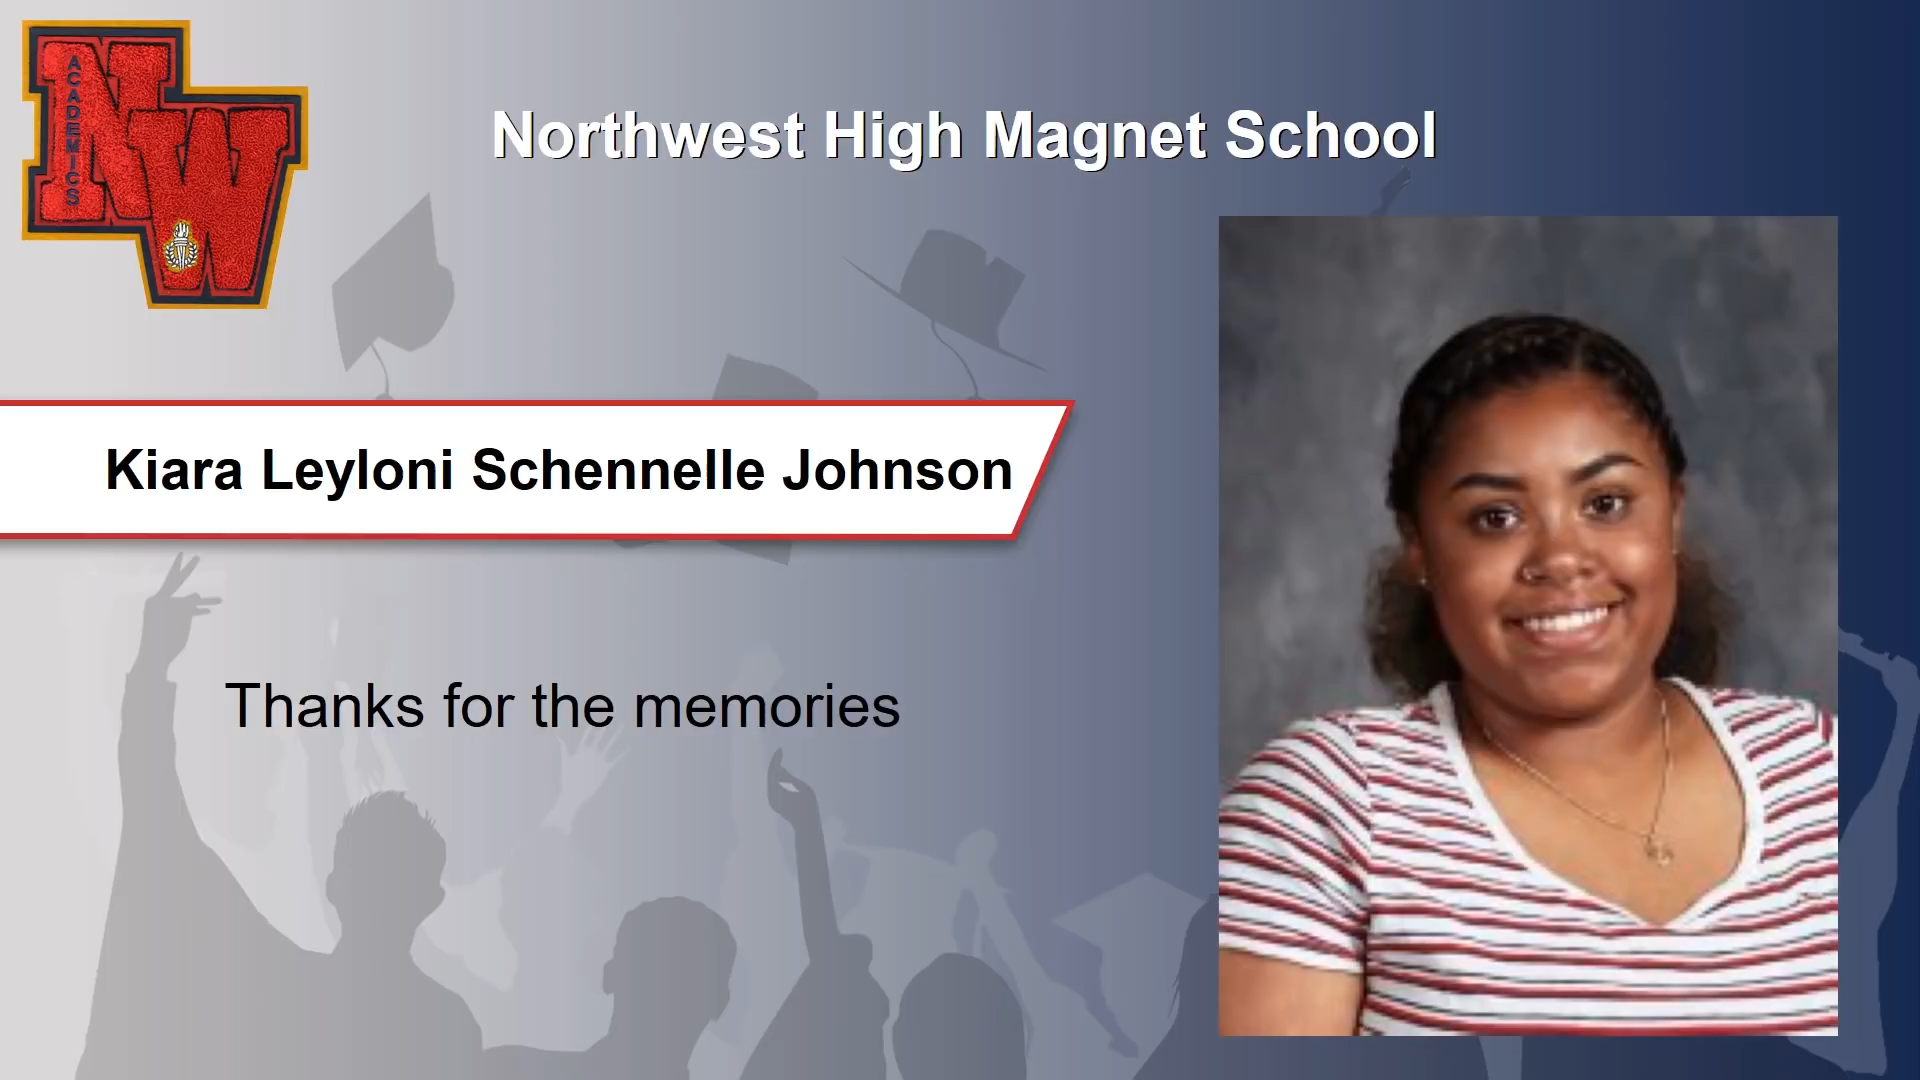 NW
ACADEMICS
Northwest High Magnet School
Kiara Leyloni Schennelle Johnson
Thanks for the memories